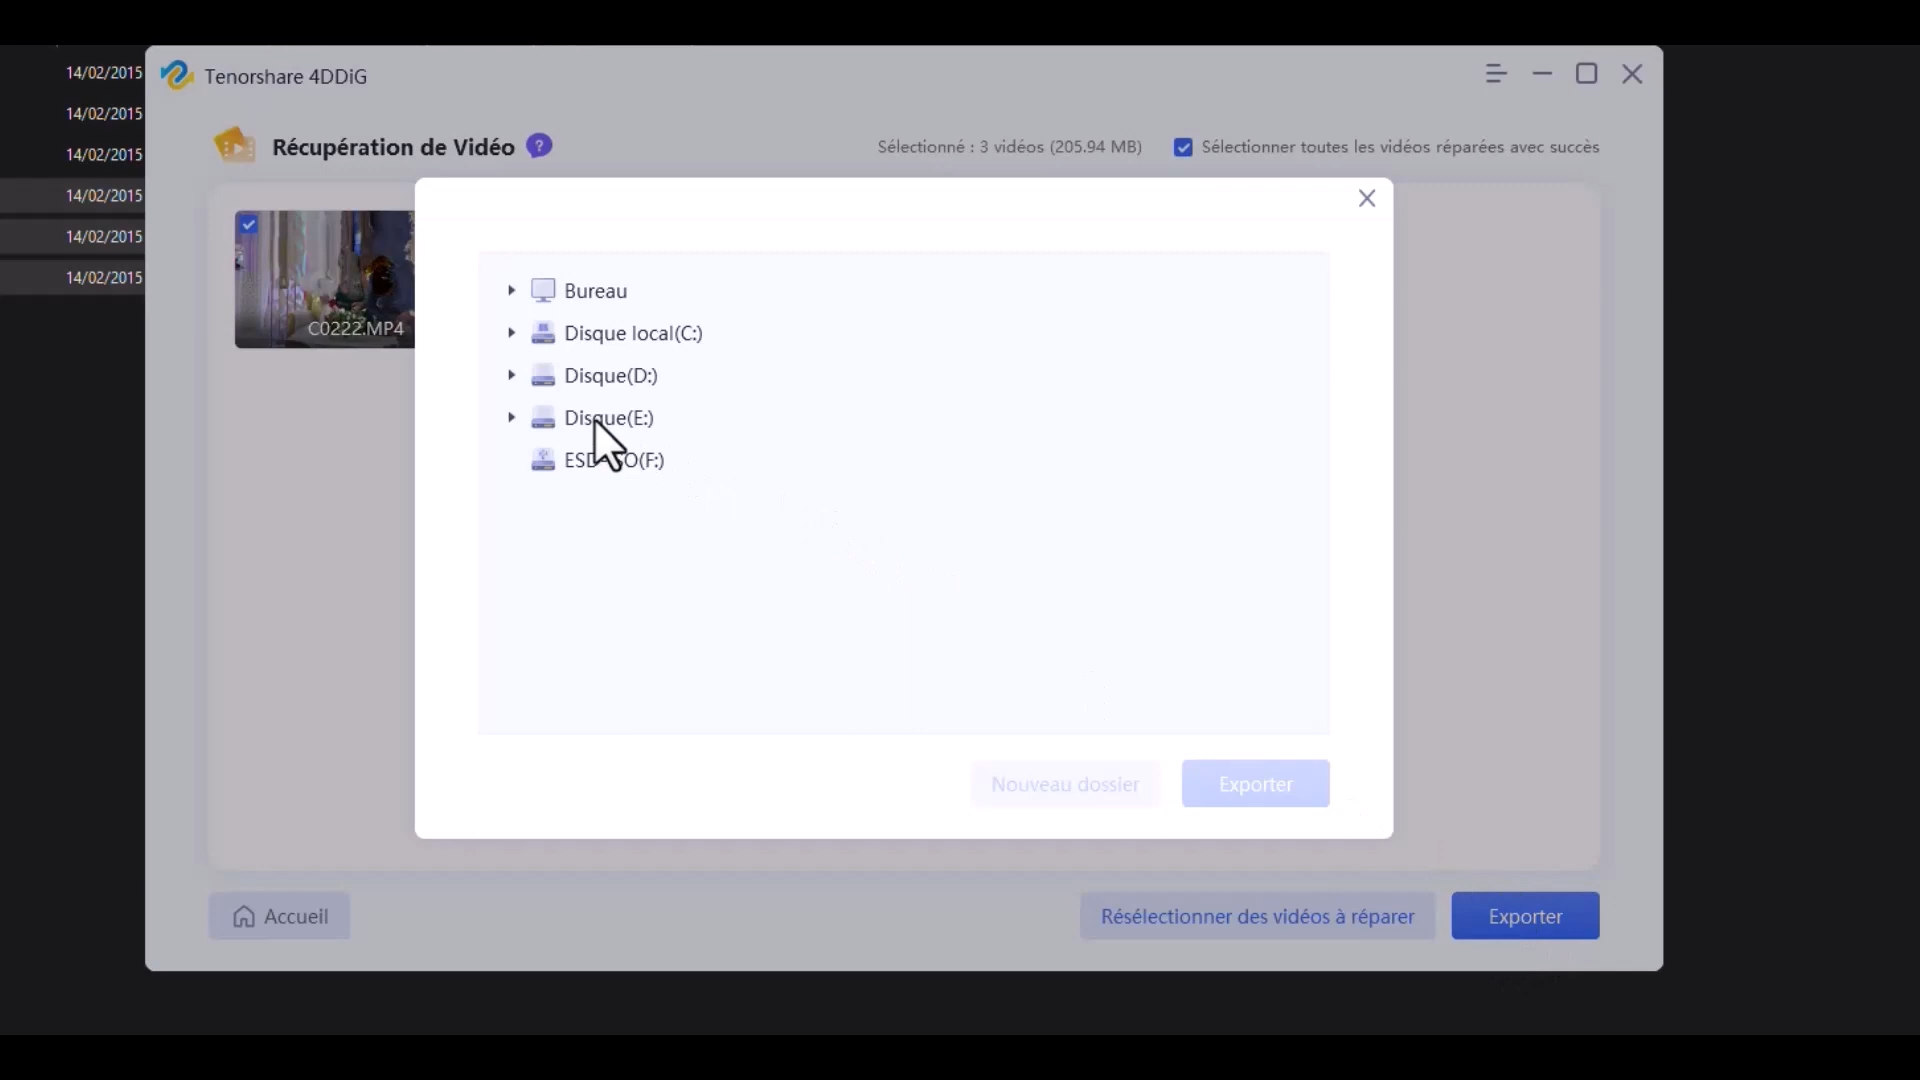 14/02/2015
14/02/2015
14/02/2015
14/02/2015
14/02/2015
14/02/2015
Tenorshare 4DDiG
Récupération de Vidéo ?
Sélectionné : 3 vidéos (205.94 MB)
Sélectionner toutes les vidéos réparées avec succès
C0222.MP4
Bureau
Disque local(C:)
Disque(D:)
Disque(E:)
Nouveau dossier
Exporter
Accueil
Résélectionner des vidéos à réparer
Exporter